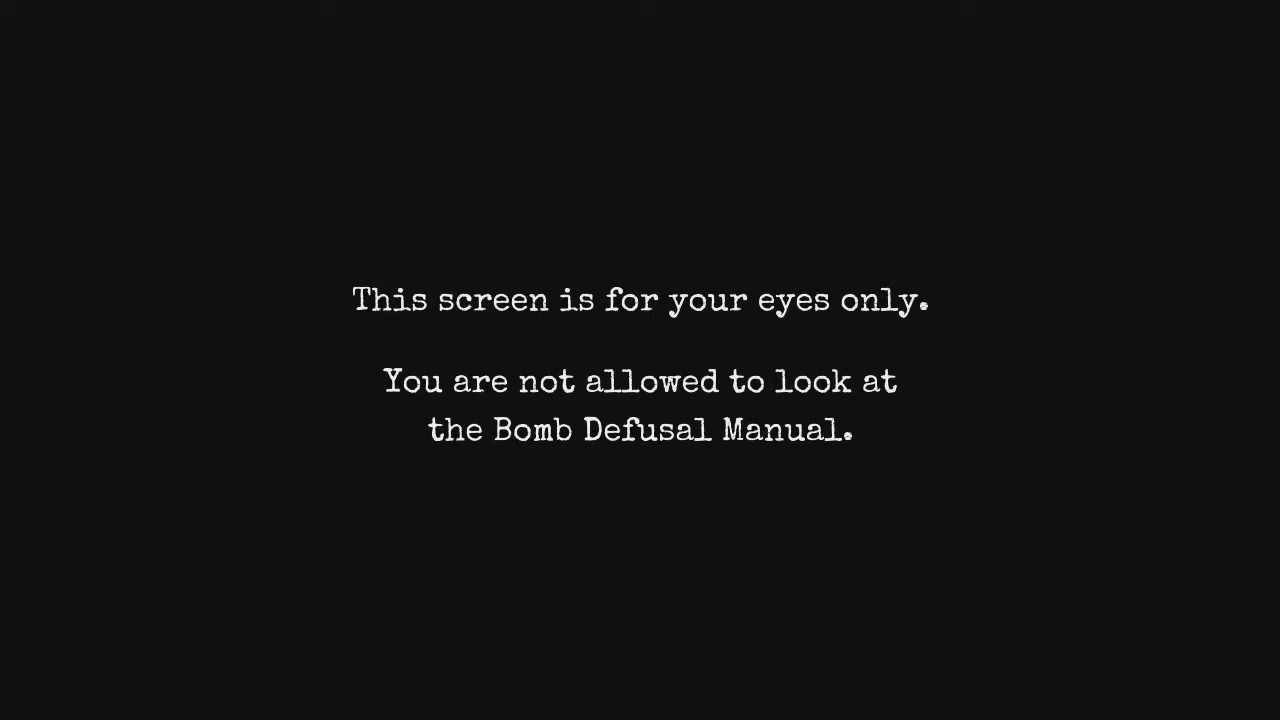 This screen is for your eyes only.
You are not allowed to look at
the Bomb Defusal Manual.